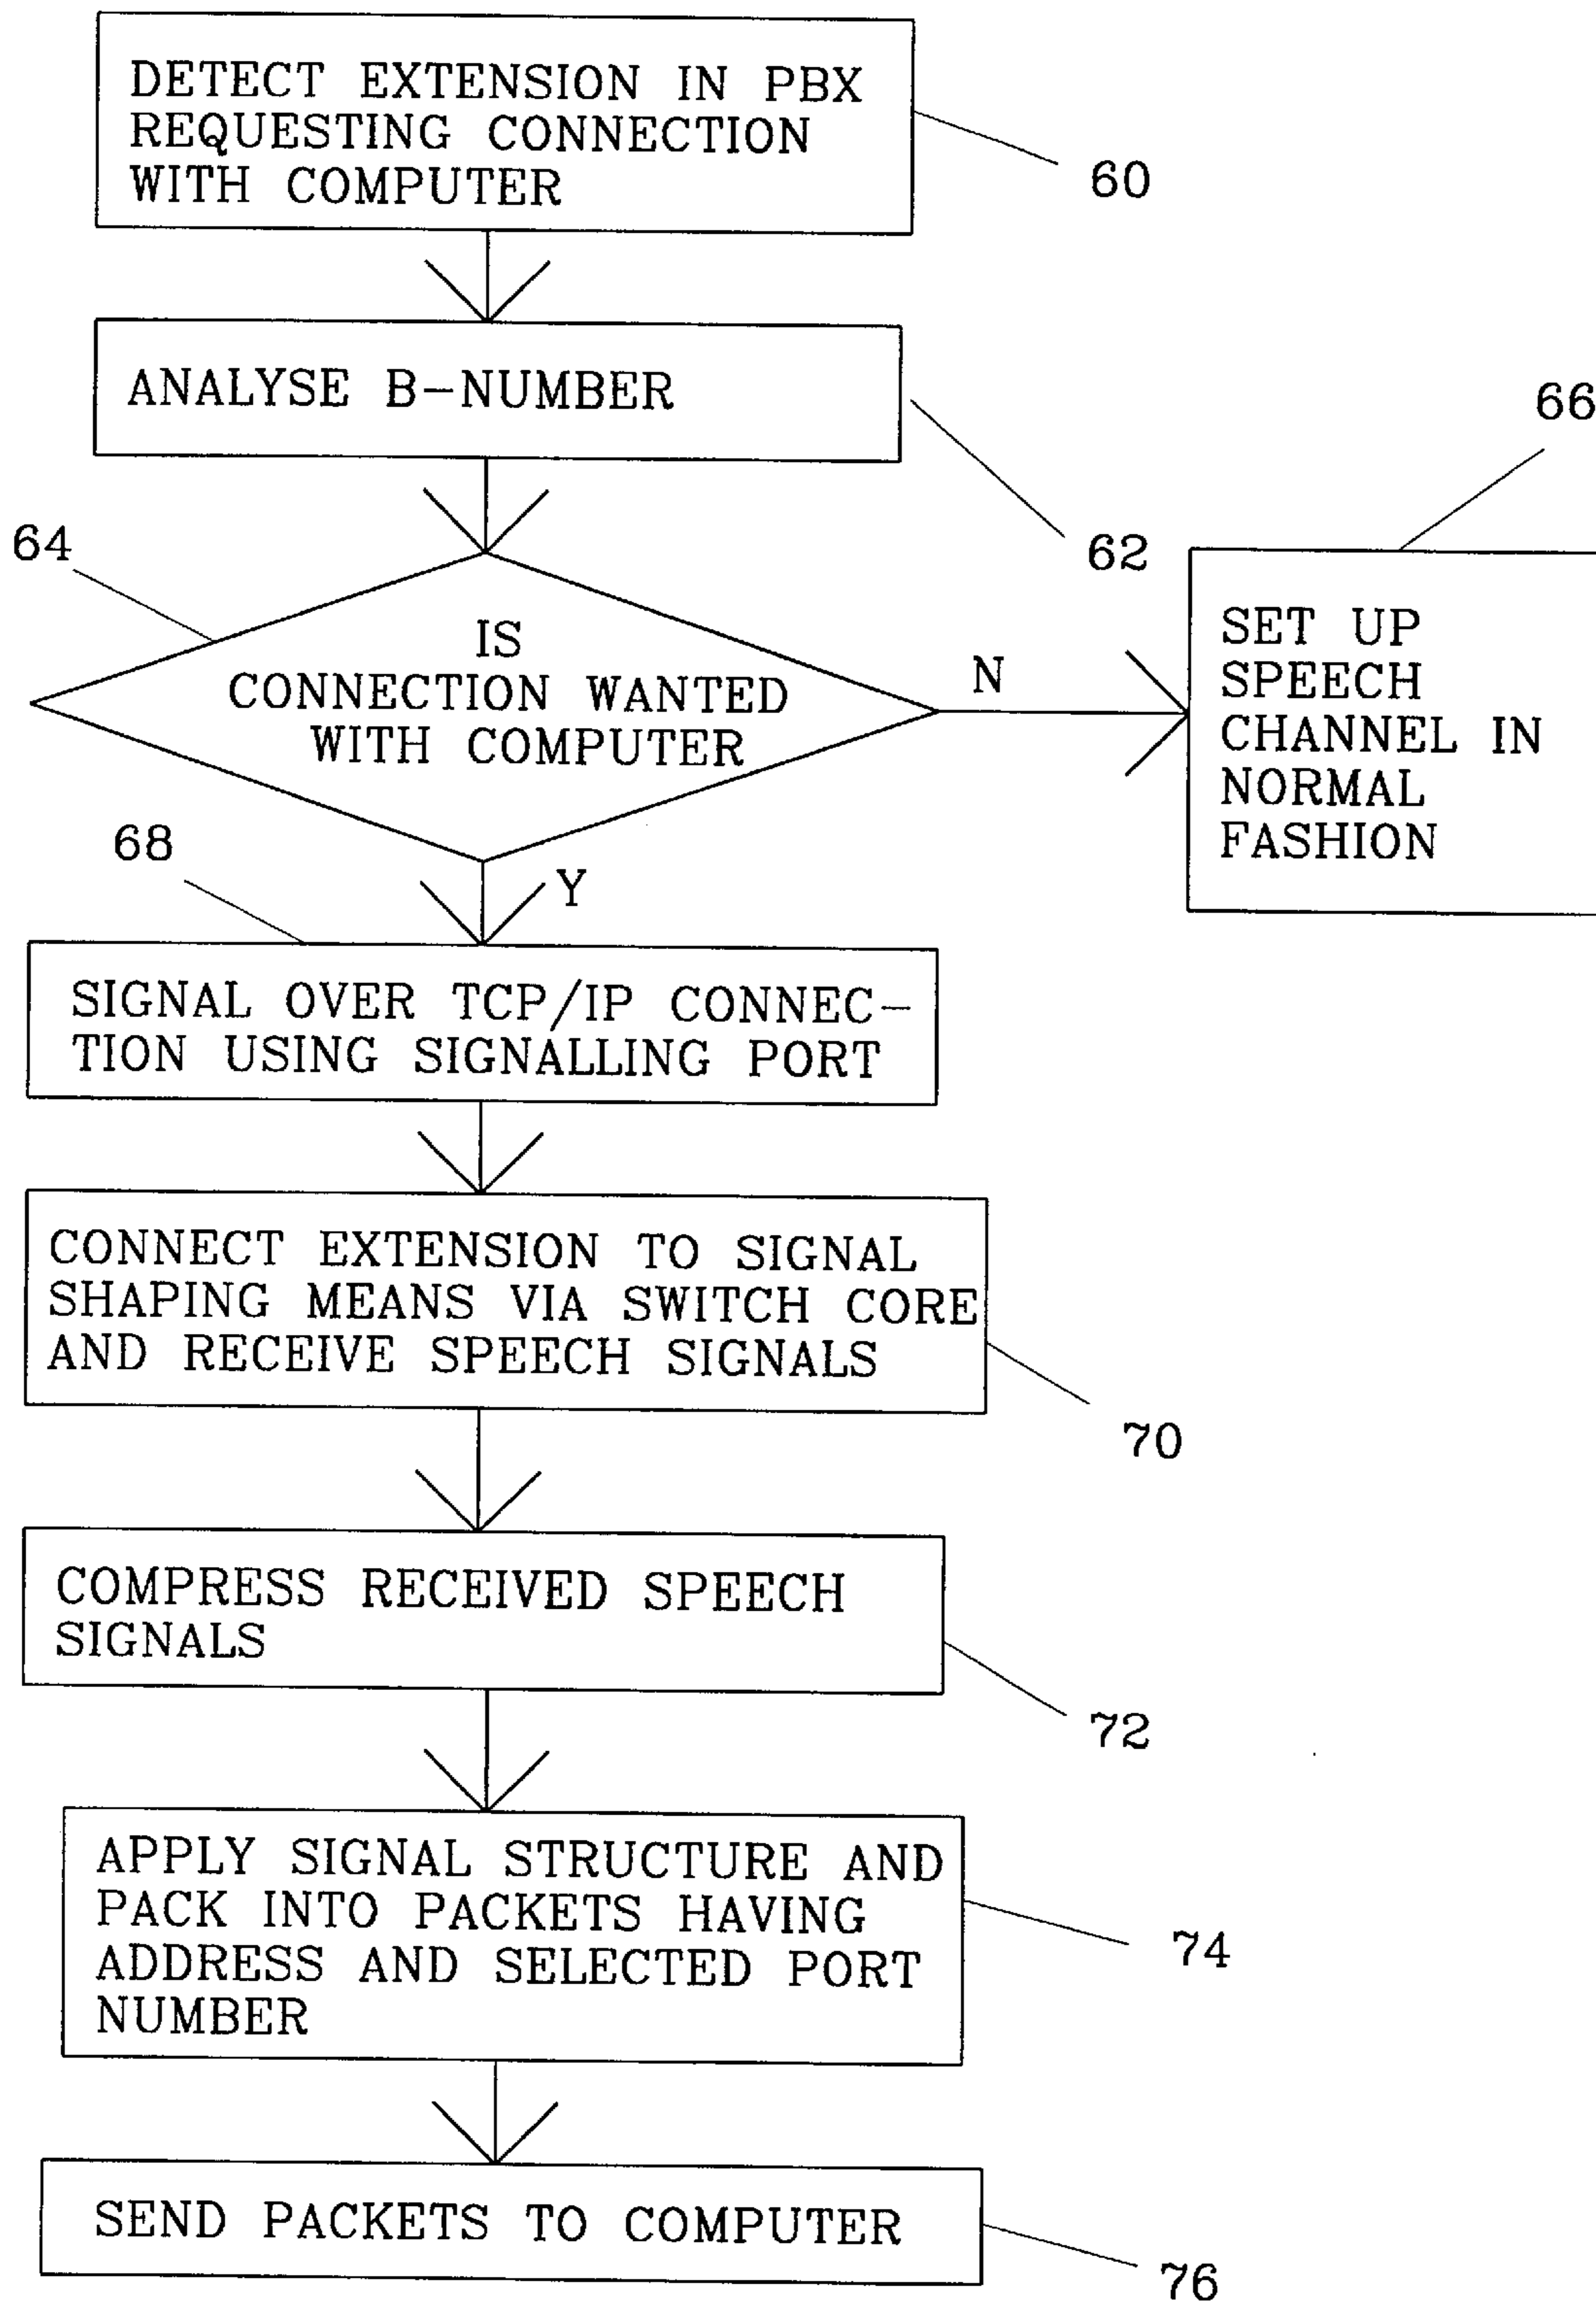 DETECT EXTENSION IN PBX
REQUESTING CONNECTION
WITH COMPUTER
60
ANALYSE B-NUMBER
62
64
IS
CONNECTION WANTED
WITH COMPUTER
N
66
SET UP
SPEECH
CHANNEL IN
NORMAL
FASHION
Y
68
SIGNAL OVER TCP/IP CONNEC-
TION USING SIGNALLING PORT
CONNECT EXTENSION TO SIGNAL
SHAPING MEANS VIA SWITCH CORE
AND RECEIVE SPEECH SIGNALS
70
COMPRESS RECEIVED SPEECH
SIGNALS
72
APPLY SIGNAL STRUCTURE AND
PACK INTO PACKETS HAVING
ADDRESS AND SELECTED PORT
NUMBER
74
SEND PACKETS TO COMPUTER
76